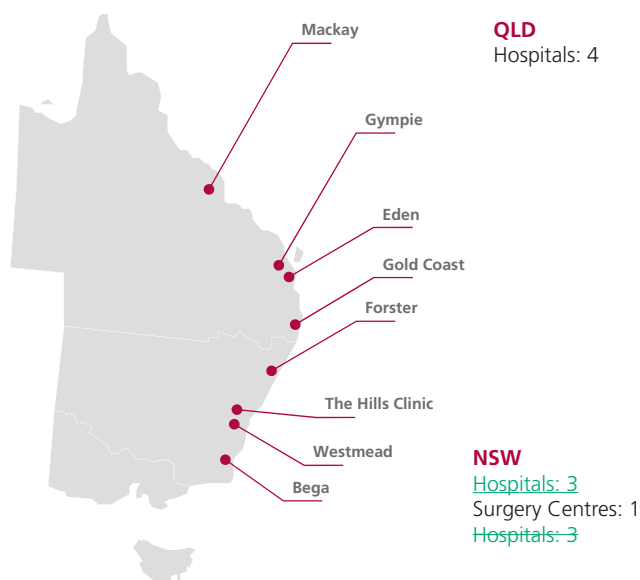 Mackay
QLD
Hospitals: 4
Gympie
Eden
Gold Coast
Forster
The Hills Clinic
Westmead
Bega
NSW
Hospitals: 3
Surgery Centres: 1
Hospitals: 3